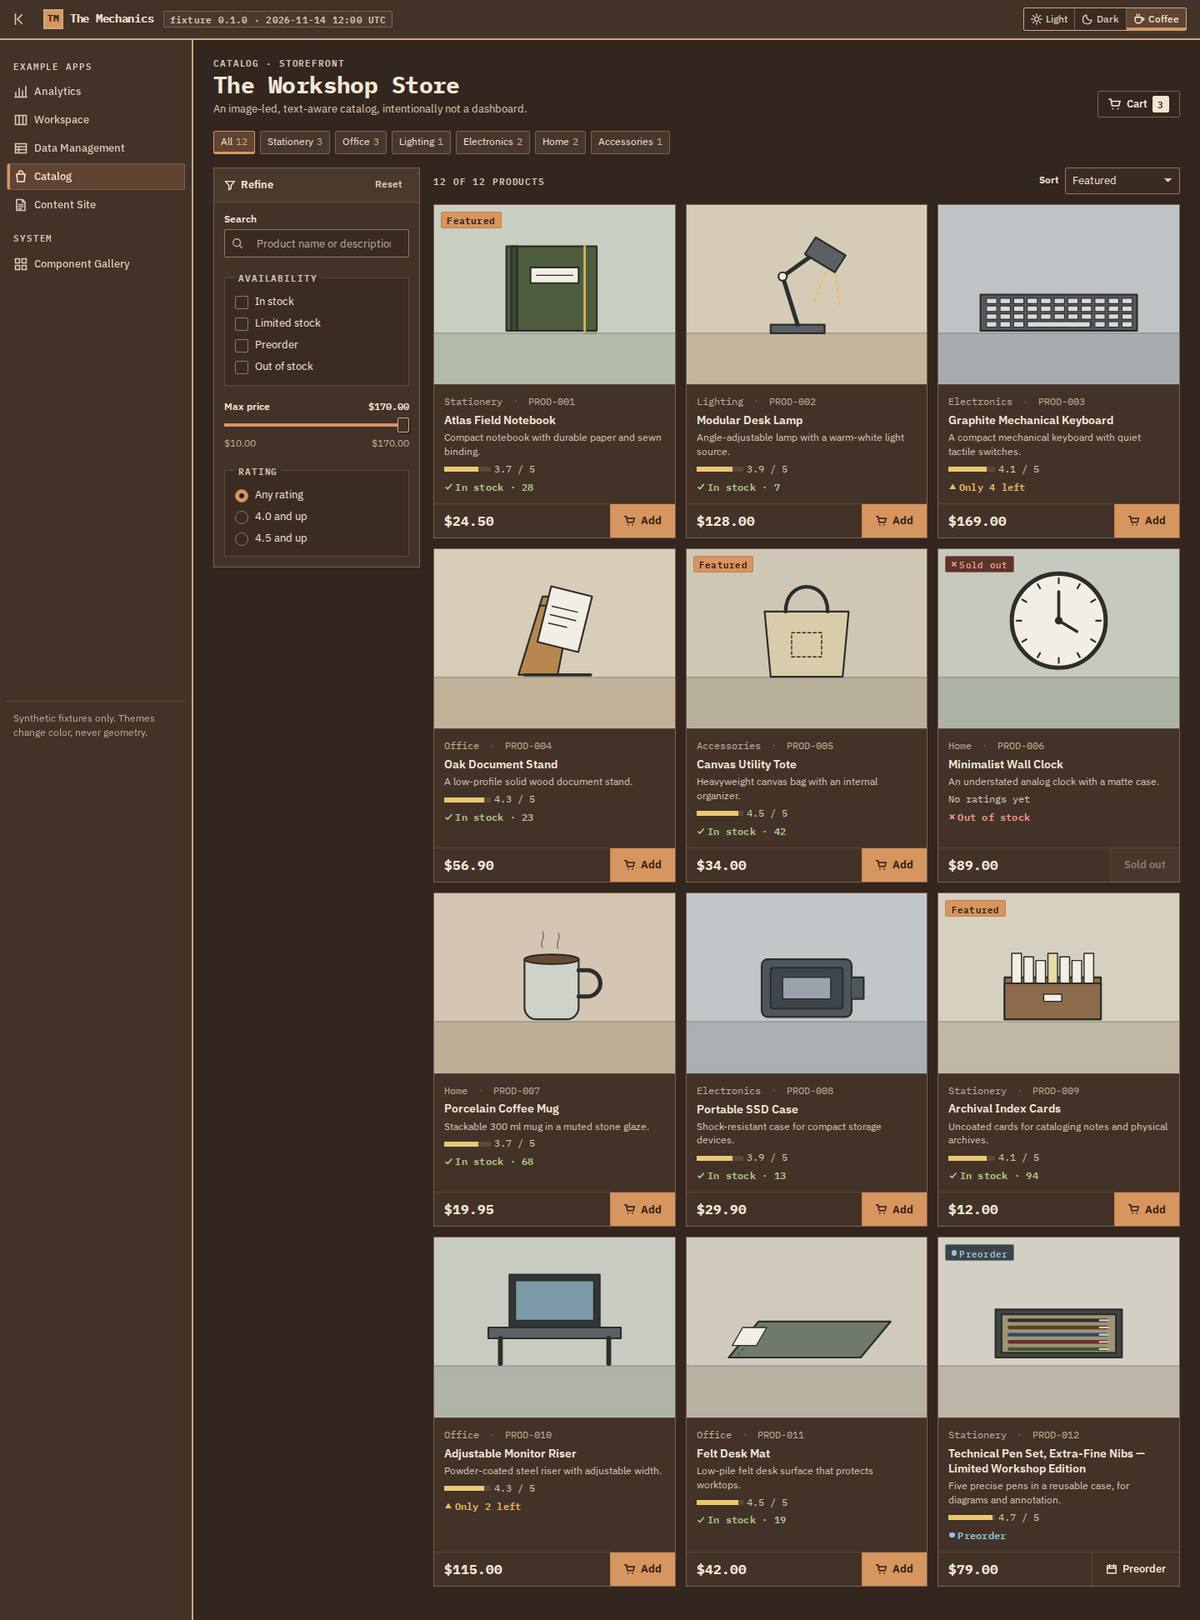 TM The Mechanics fixture 0.1.0 · 2026-11-14 12:00 UTC Light Dark Coffee
EXAMPLE APPS
Analytics
Workspace
Data Management
Catalog
Content Site
SYSTEM
Component Gallery
Synthetic fixtures only. Themes
change color, never geometry.
CATALOG · STOREFRONT
The Workshop Store
An image-led, text-aware catalog, intentionally not a dashboard.
Cart 3
All 12 Stationery 3 Office 3 Lighting 1 Electronics 2 Home 2 Accessories 1
Refine Reset
Search
Product name or description
AVAILABILITY
In stock
Limited stock
Preorder
Out of stock
Max price $170.00
$10.00 $170.00
RATING
Any rating
4.0 and up
4.5 and up
12 OF 12 PRODUCTS
Sort Featured
Featured
Stationery · PROD-001
Atlas Field Notebook
Compact notebook with durable paper and sewn
binding.
3.7 / 5
In stock · 28
$24.50 Add
Lighting · PROD-002
Modular Desk Lamp
Angle-adjustable lamp with a warm-white light
source.
3.9 / 5
In stock · 7
$128.00 Add
Electronics · PROD-003
Graphite Mechanical Keyboard
A compact mechanical keyboard with quiet
tactile switches.
4.1 / 5
Only 4 left
$169.00 Add
Office · PROD-004
Oak Document Stand
A low-profile solid wood document stand.
4.3 / 5
In stock · 23
$56.90 Add
Featured
Accessories · PROD-005
Canvas Utility Tote
Heavyweight canvas bag with an internal
organizer.
4.5 / 5
In stock · 42
$34.00 Add
Sold out
Home · PROD-006
Minimalist Wall Clock
An understated analog clock with a matte case.
No ratings yet
Out of stock
$89.00 Sold out
Home · PROD-007
Porcelain Coffee Mug
Stackable 300 ml mug in a muted stone glaze.
3.7 / 5
In stock · 68
$19.95 Add
Electronics · PROD-008
Portable SSD Case
Shock-resistant case for compact storage
devices.
3.9 / 5
In stock · 13
$29.90 Add
Featured
Stationery · PROD-009
Archival Index Cards
Uncoated cards for cataloging notes and physical
archives.
4.1 / 5
In stock · 94
$12.00 Add
Office · PROD-010
Adjustable Monitor Riser
Powder-coated steel riser with adjustable width.
4.3 / 5
Only 2 left
$115.00 Add
Office · PROD-011
Felt Desk Mat
Low-pile felt desk surface that protects
worktops.
4.5 / 5
In stock · 19
$42.00 Add
Preorder
Stationery · PROD-012
Technical Pen Set, Extra-Fine Nibs —
Limited Workshop Edition
Five precise pens in a reusable case, for
diagrams and annotation.
4.7 / 5
Preorder
$79.00 Preorder